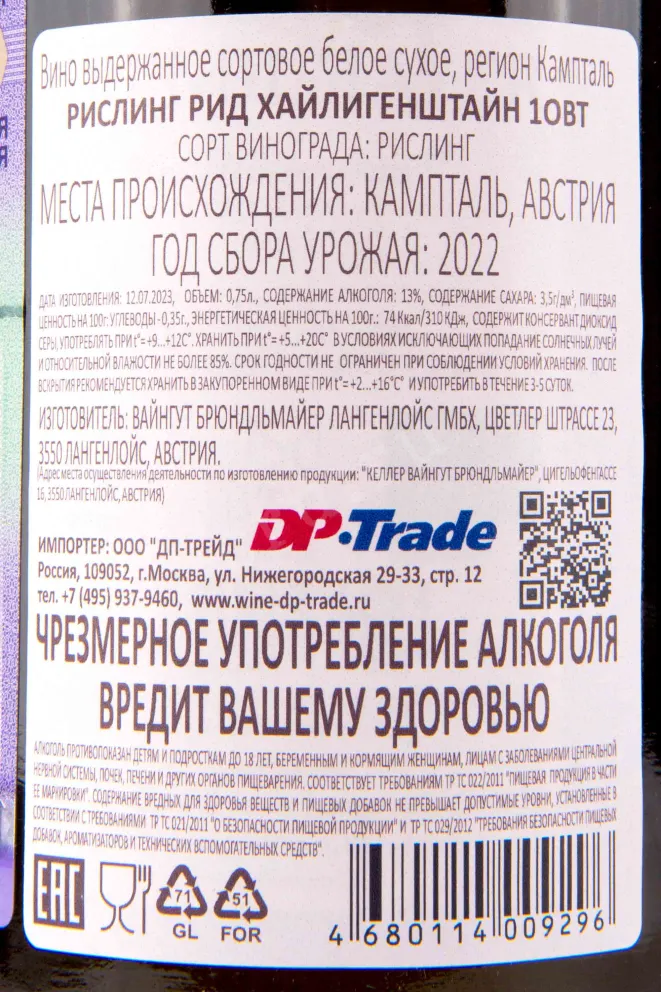 Вино выдержанное сортовое белое сухое, регион Кампталь
РИСЛИНГ РИД ХАЙЛИГЕНШТАЙН 1ОВТ
СОРТ ВИНОГРАДА: РИСЛИНГ
МЕСТА ПРОИСХОЖДЕНИЯ: КАМПТАЛЬ, АВСТРИЯ
ГОД СБОРА УРОЖАЯ: 2022
ДАТА ИЗГОТОВЛЕНИЯ: 12.07.2023, ОБЪЕМ: 0,75л., СОДЕРЖАНИЕ АЛКОГОЛЯ: 13%, СОДЕРЖАНИЕ САХАРА: 3,5г/дм³, ПИЩЕВАЯ
ЦЕННОСТЬ НА 100г: УГЛЕВОДЫ - 0,35г., ЭНЕРГЕТИЧЕСКАЯ ЦЕННОСТЬ НА 100г.: 74 Ккал/310 КДж, СОДЕРЖИТ КОНСЕРВАНТ ДИОКСИД
СЕРЫ, УПОТРЕБЛЯТЬ ПРИ t°= +9...+12С°. ХРАНИТЬ ПРИ t°= +5...+20С° В УСЛОВИЯХ ИСКЛЮЧАЮЩИХ ПОПАДАНИЕ СОЛНЕЧНЫХ ЛУЧЕЙ
И ОТНОСИТЕЛЬНОЙ ВЛАЖНОСТИ НЕ БОЛЕЕ 85%. СРОК ГОДНОСТИ НЕ ОГРАНИЧЕН ПРИ СОБЛЮДЕНИИ УСЛОВИЙ ХРАНЕНИЯ. ПОСЛЕ
ВСКРЫТИЯ РЕКОМЕНДУЕТСЯ ХРАНИТЬ В ЗАКУПОРЕННОМ ВИДЕ ПРИ t°= +2...+16С° И УПОТРЕБИТЬ В ТЕЧЕНИЕ 3-5 СУТОК.
ИЗГОТОВИТЕЛЬ: ВАЙНГУТ БРЮНДЛЬМАЙЕР ЛАНГЕНЛОЙС ГМБХ, ЦВЕТЛЕР ШТРАССЕ 23,
3550 ЛАНГЕНЛОЙС, АВСТРИЯ.
(Адрес места осуществления деятельности по изготовлению продукции: "КЕЛЛЕР ВАЙНГУТ БРЮНДЛЬМАЙЕР", ЦИГЕЛЬОФЕНГАССЕ
16, 3550 ЛАНГЕНЛОЙС, АВСТРИЯ)
DP•Trade
ИМПОРТЕР: ООО "ДП-ТРЕЙД"
Россия, 109052, г.Москва, ул. Нижегородская 29-33, стр. 12
тел. +7 (495) 937-9460, www.wine-dp-trade.ru
ЧРЕЗМЕРНОЕ УПОТРЕБЛЕНИЕ АЛКОГОЛЯ
ВРЕДИТ ВАШЕМУ ЗДОРОВЬЮ
АЛКОГОЛЬ ПРОТИВОПОКАЗАН ДЕТЯМ И ПОДРОСТКАМ ДО 18 ЛЕТ, БЕРЕМЕННЫМ И КОРМЯЩИМ ЖЕНЩИНАМ, ЛИЦАМ С ЗАБОЛЕВАНИЯМИ ЦЕНТРАЛЬНОЙ
НЕРВНОЙ СИСТЕМЫ, ПОЧЕК, ПЕЧЕНИ И ДРУГИХ ОРГАНОВ ПИЩЕВАРЕНИЯ. СООТВЕТСТВУЕТ ТРЕБОВАНИЯМ ТР ТС 022/2011 "ПИЩЕВАЯ ПРОДУКЦИЯ В ЧАСТИ
ЕЕ МАРКИРОВКИ". СОДЕРЖАНИЕ ВРЕДНЫХ ДЛЯ ЗДОРОВЬЯ ВЕЩЕСТВ И ПИЩЕВЫХ ДОБАВОК НЕ ПРЕВЫШАЕТ ДОПУСТИМЫЕ УРОВНИ, УСТАНОВЛЕННЫЕ В
СООТВЕТСТВИИ С ТРЕБОВАНИЯМИ ТР ТС 021/2011 "О БЕЗОПАСНОСТИ ПИЩЕВОЙ ПРОДУКЦИИ" И ТР ТС 029/2012 "ТРЕБОВАНИЯ БЕЗОПАСНОСТИ ПИЩЕВЫХ
ДОБАВОК, АРОМАТИЗАТОРОВ И ТЕХНИЧЕСКИХ ВСПОМОГАТЕЛЬНЫХ СРЕДСТВ".
EAC
71
GL
51
FOR
4 680114 009296